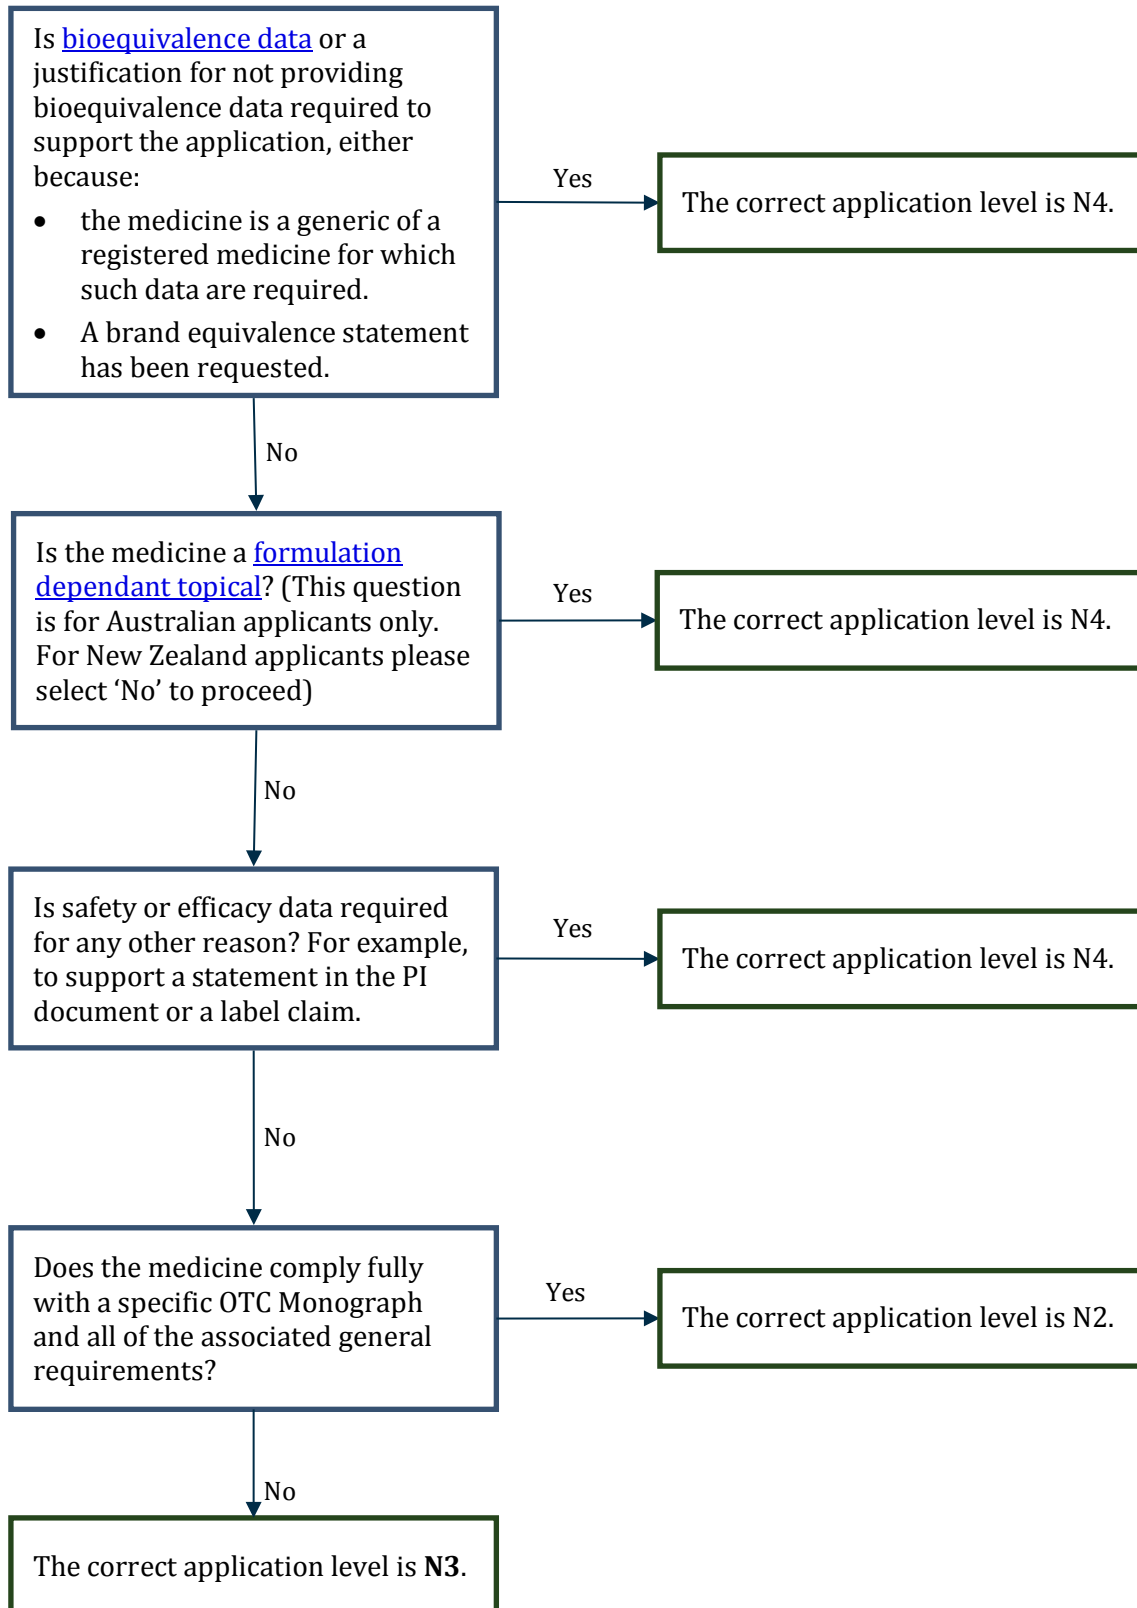 Is bioequivalence data or a
justification for not providing
bioequivalence data required to
support the application, either
because:
• the medicine is a generic of a
registered medicine for which
such data are required.
• A brand equivalence statement
has been requested.
Yes
The correct application level is N4.
No
Is the medicine a formulation
dependant topical? (This question
is for Australian applicants only.
For New Zealand applicants please
select ‘No’ to proceed)
Yes
The correct application level is N4.
No
Is safety or efficacy data required
for any other reason? For example,
to support a statement in the PI
document or a label claim.
Yes
The correct application level is N4.
No
Does the medicine comply fully
with a specific OTC Monograph
and all of the associated general
requirements?
Yes
The correct application level is N2.
No
The correct application level is N3.